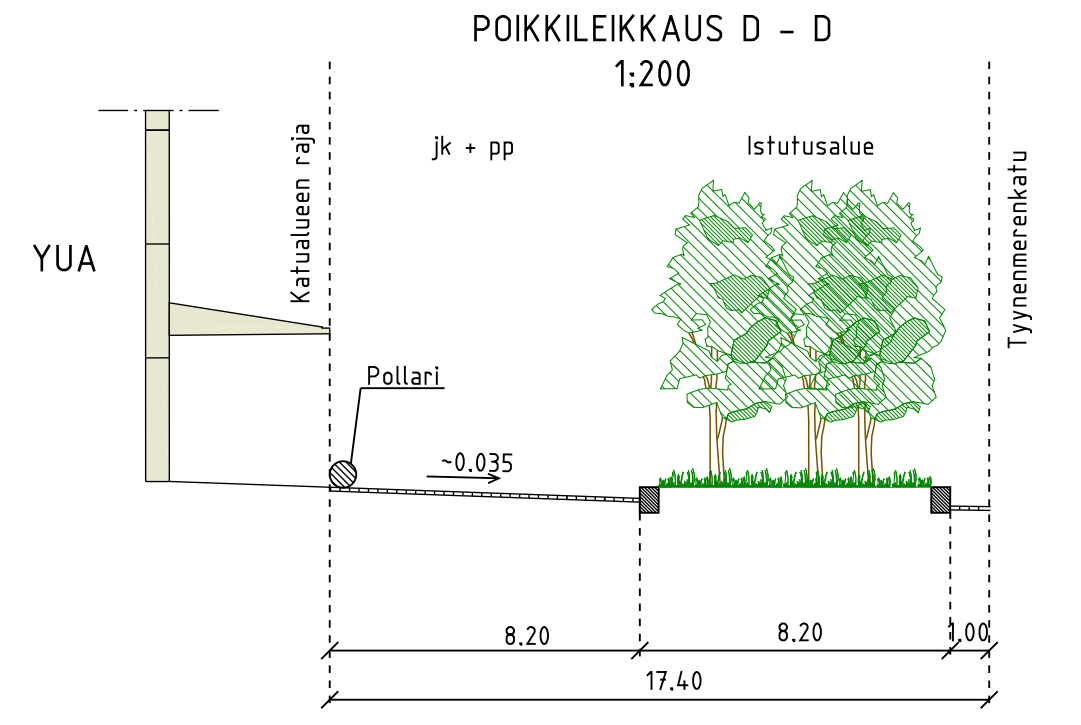 POIKKILEIKKAUS D - D
1:200
jk + pp
Istutusalue
Katualueen raja
Tyynenmerenkatu
YUA
Pollari
~0.035
8.20
8.20
1.00
17.40